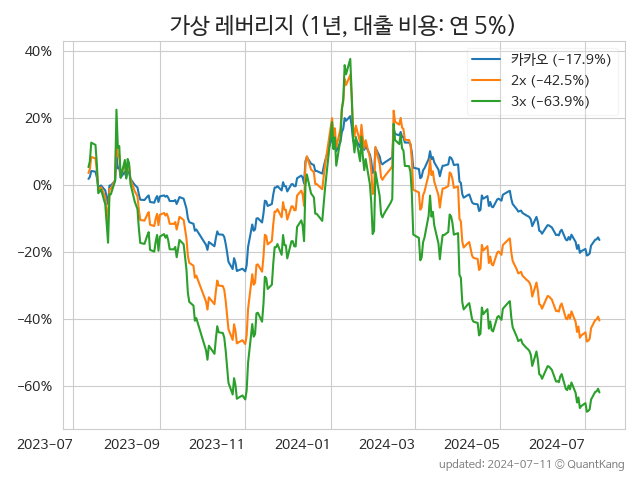 가상 레버리지 (1년, 대출 비용: 연 5%)
카카오 (−17.9%)
2x (−42.5%)
3x (−63.9%)
40%
20%
0%
−20%
−40%
−60%
2023-07 2023-09 2023-11 2024-01 2024-03 2024-05 2024-07
updated: 2024-07-11 © QuantKang